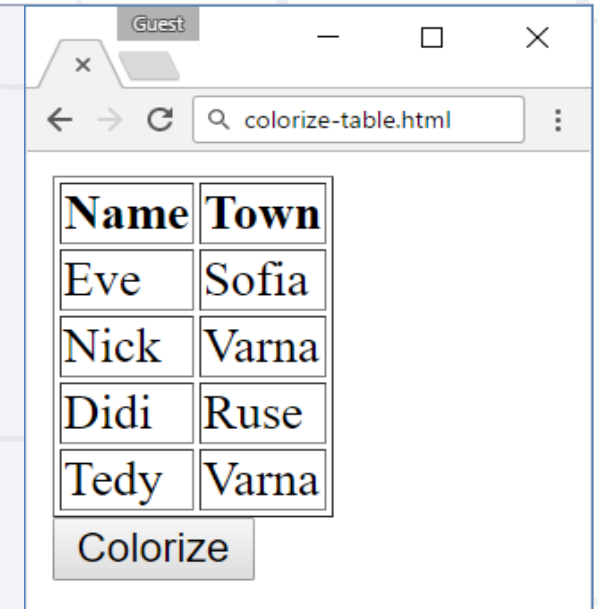 Guest
colorize-table.html
Name Town
Eve Sofia
Nick Varna
Didi Ruse
Tedy Varna
Colorize